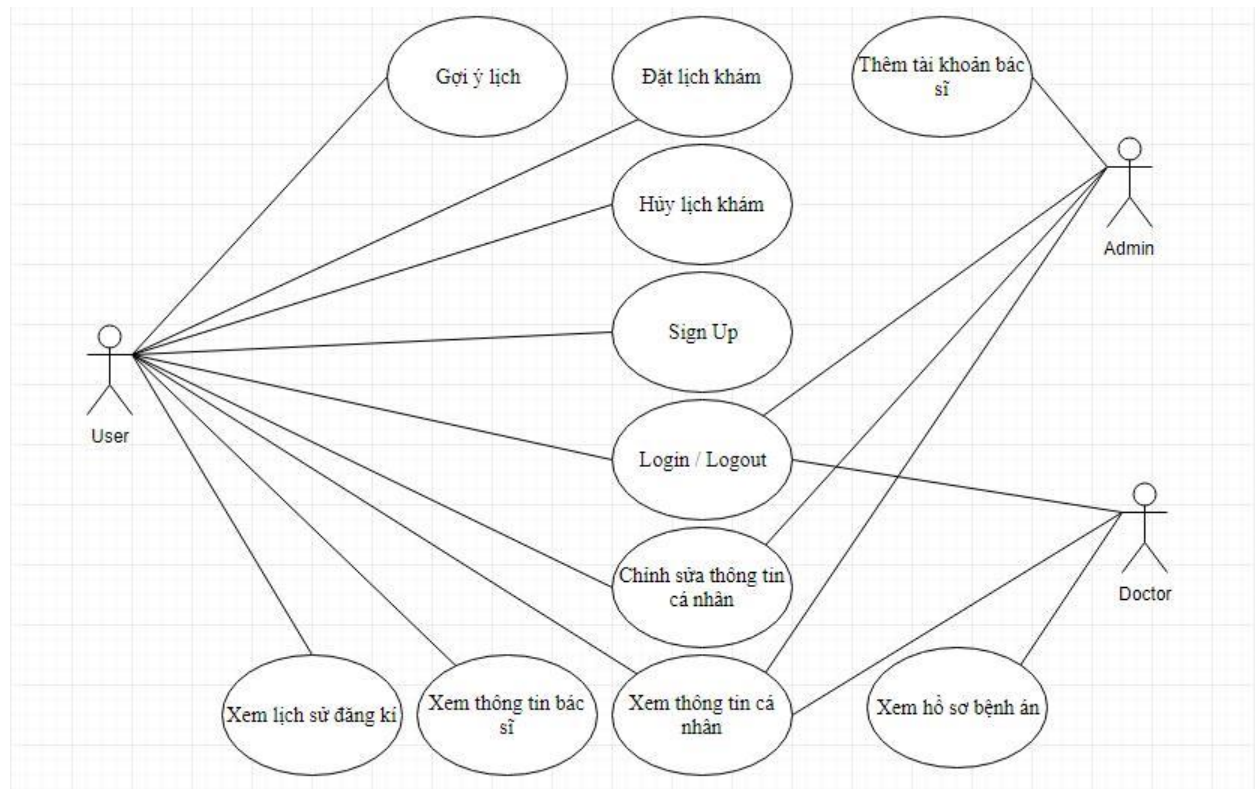 Gợi ý lịch
Đặt lịch khám
Thêm tài khoản bác
sĩ
Hủy lịch khám
Admin
Sign Up
User
Login / Logout
Chỉnh sửa thông tin
cá nhân
Doctor
Xem lịch sử đăng kí
Xem thông tin bác
sĩ
Xem thông tin cá
nhân
Xem hồ sơ bệnh án